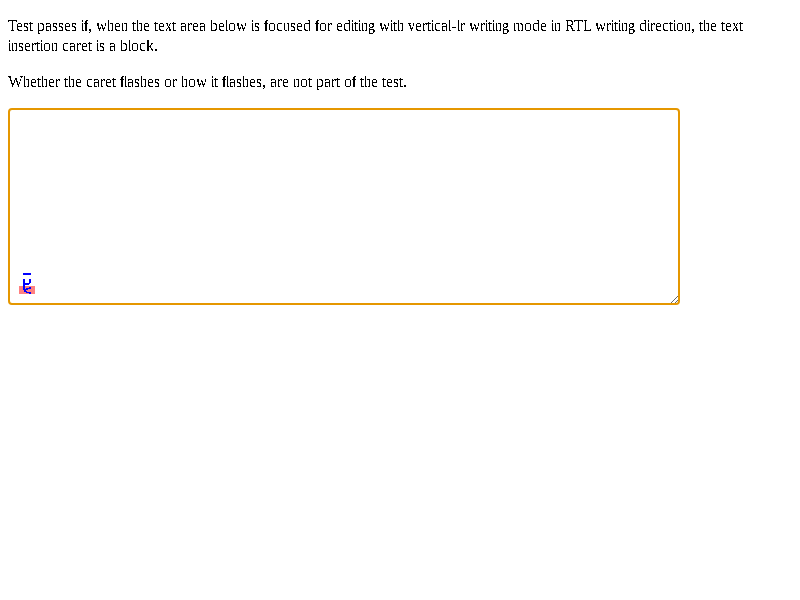 Test passes if, when the text area below is focused for editing with vertical-lr writing mode in RTL writing direction, the text
insertion caret is a block.
Whether the caret flashes or how it flashes, are not part of the test.